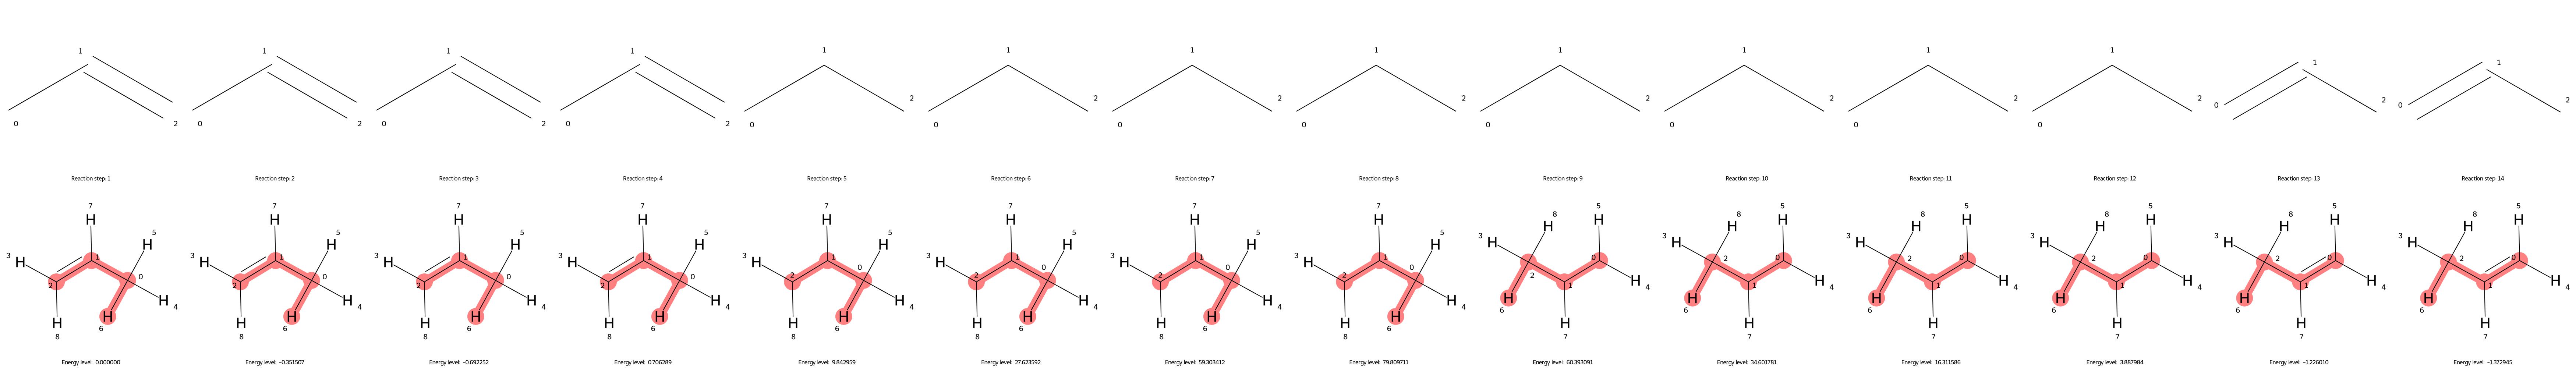 1 1 1 1 1 1 1 1 1 1 1 1 1 1
2 2 2 2 2 2 2 2 2 2
0 0
0 2 0 2 0 2 0 2 0 0 0 0 0 0 0 0
Reaction step: 1
Reaction step: 2
Reaction step: 3
Reaction step: 4
Reaction step: 5
Reaction step: 6
Reaction step: 7
Reaction step: 8
Reaction step: 9
Reaction step: 10
Reaction step: 11
Reaction step: 12
Reaction step: 13
Reaction step: 14
7 7 7 7 7 7 7 7 5 5 5 5 5 5
8 8 8 8 8 8
H H H H H H H H H H H H H H
H H H H H H
5 5 5 5 5 5 5 5 3 3 3 3 3 3
H H H H H H H H H H H H H H
3 1 3 1 3 1 3 1 3 1 3 1 3 1 3 1 2 0 2 0 2 0 2 0 2 0 2 0
H H H H H H H H
2 0 2 0 2 0 2 0 2 0 2 0 2 0 2 0
H H H H H H
1 4 1 4 1 4 1 4 1 4 1 4
H H H H H H H H H H H H H H
4 4 4 4 4 4 4 4 6 6 6 6 6 6
H H H H H H H H H H H H H H H H H H H H H H
6 6 6 6 6 6 6 6
8 8 8 8 8 8 8 8 7 7 7 7 7 7
Energy level: 0.000000
Energy level: -0.351507
Energy level: -0.692252
Energy level: 0.706289
Energy level: 9.842959
Energy level: 27.623592
Energy level: 59.303412
Energy level: 79.809711
Energy level: 60.393091
Energy level: 34.601781
Energy level: 16.311586
Energy level: 3.887984
Energy level: -1.226010
Energy level: -1.372945